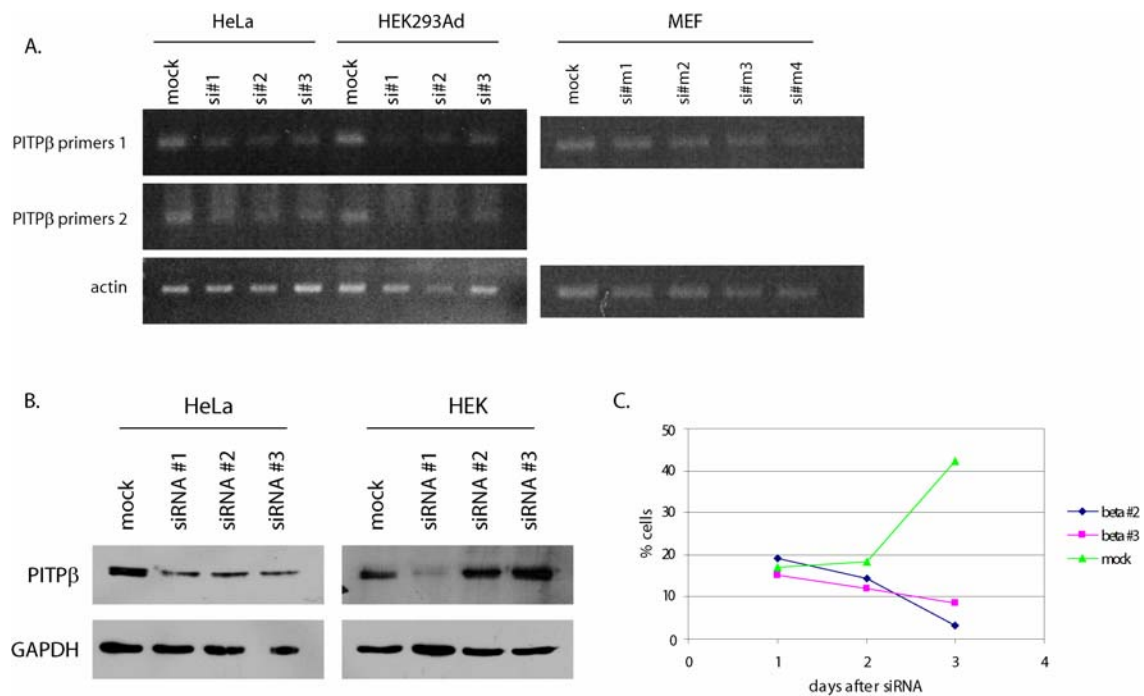 A.
HeLa
HEK293Ad
MEF
mock
si#1
si#2
si#3
mock
si#1
si#2
si#3
mock
si#m1
si#m2
si#m3
si#m4
PITPβ primers 1
PITPβ primers 2
actin
B.
HeLa
HEK
mock
siRNA #1
siRNA #2
siRNA #3
mock
siRNA #1
siRNA #2
siRNA #3
PITPβ
GAPDH
C.
50
40
30
20
10
0
% cells
0 1 2 3 4
days after siRNA
beta #2
beta #3
mock